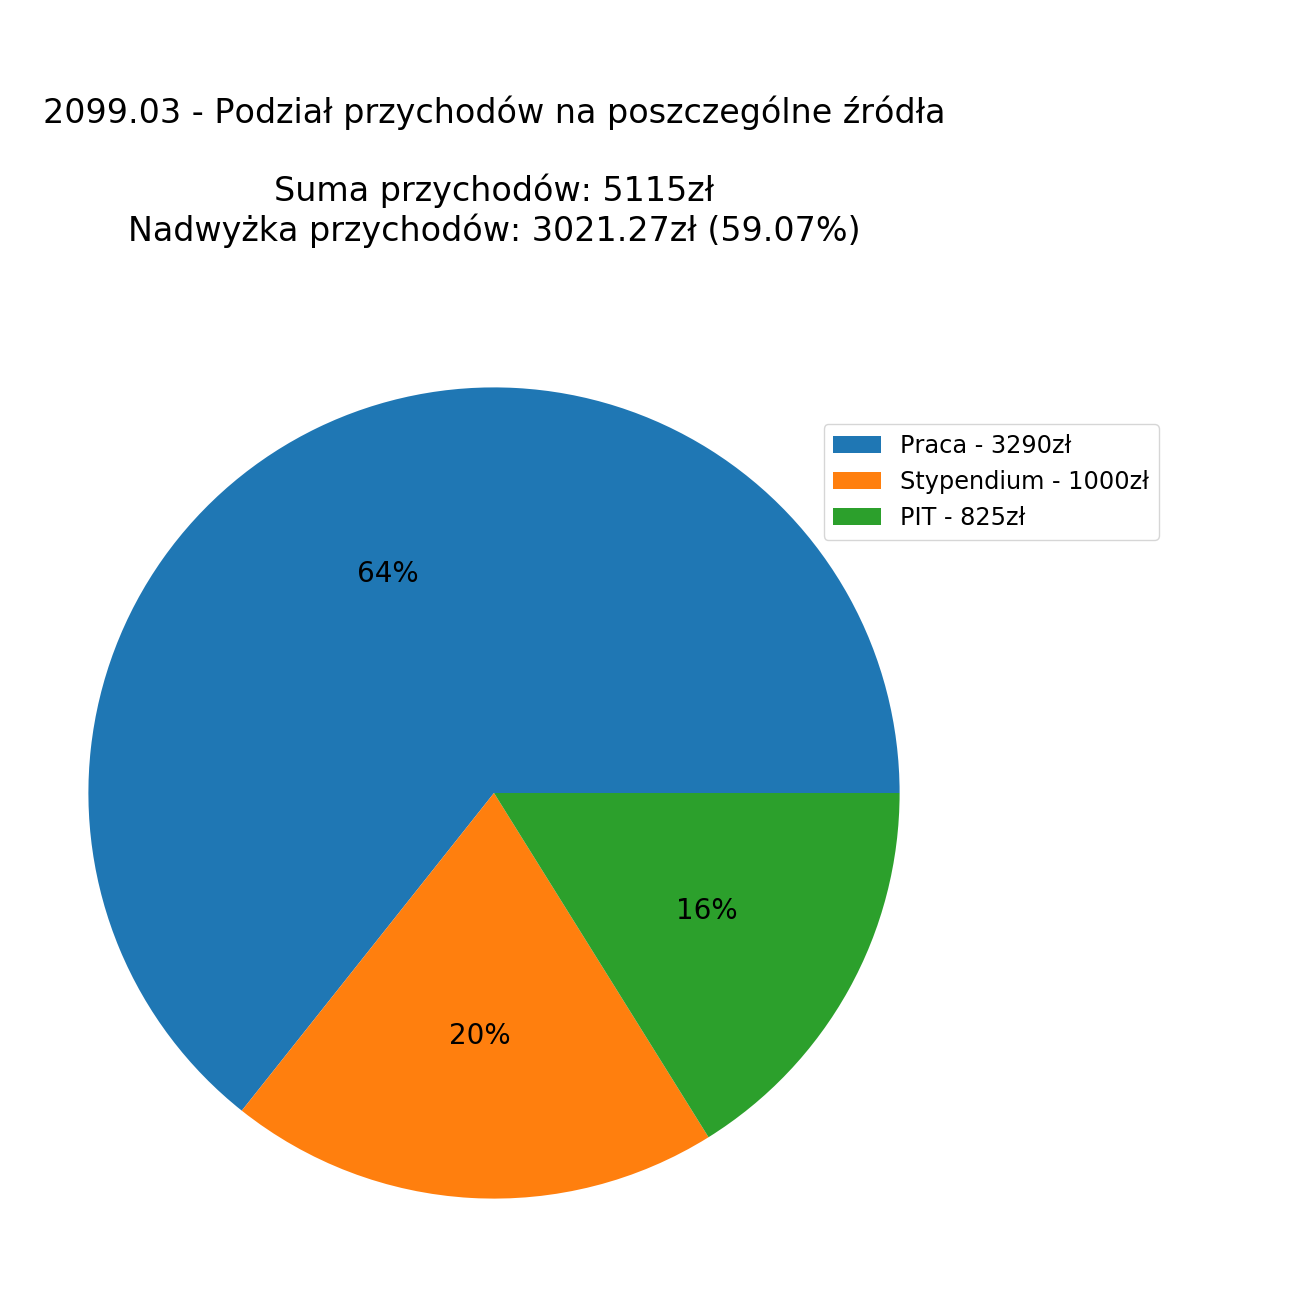 2099.03 - Podział przychodów na poszczególne źródła
Suma przychodów: 5115zł
Nadwyżka przychodów: 3021.27zł (59.07%)
Praca - 3290zł
Stypendium - 1000zł
PIT - 825zł
64%
16%
20%